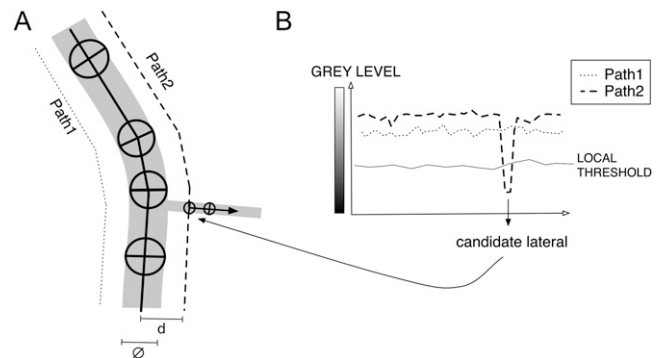 A
Path1
Path2
d
Ø
B
GREY LEVEL
Path1
Path2
LOCAL
THRESHOLD
candidate lateral